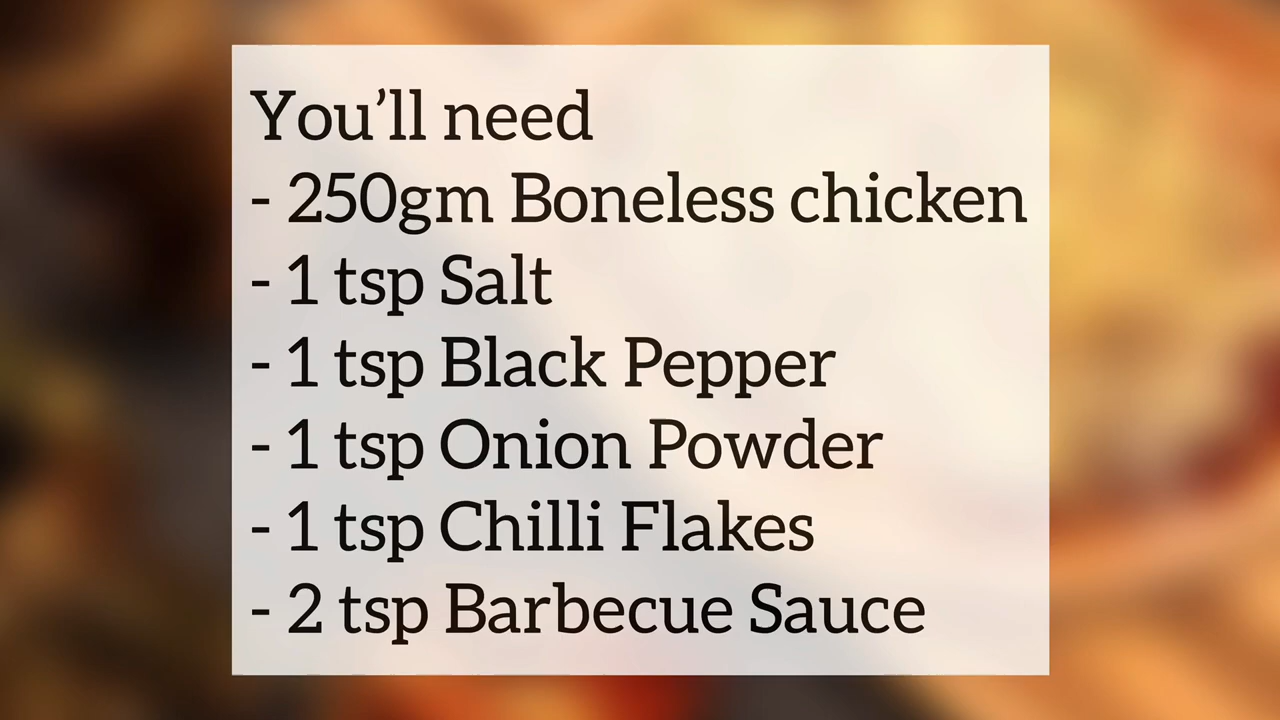 You’ll need
- 250gm Boneless chicken
- 1 tsp Salt
- 1 tsp Black Pepper
- 1 tsp Onion Powder
- 1 tsp Chilli Flakes
- 2 tsp Barbecue Sauce